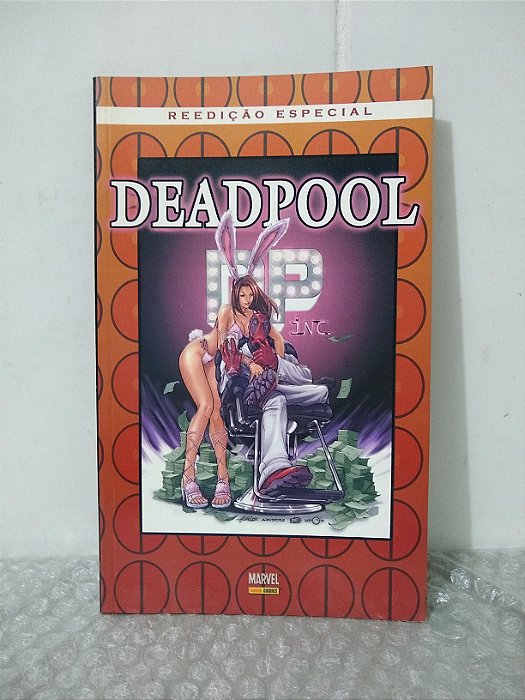 REEDIÇÃO ESPECIAL
DEADPOOL
DP
inc.
MARVEL
PANINI COMICS